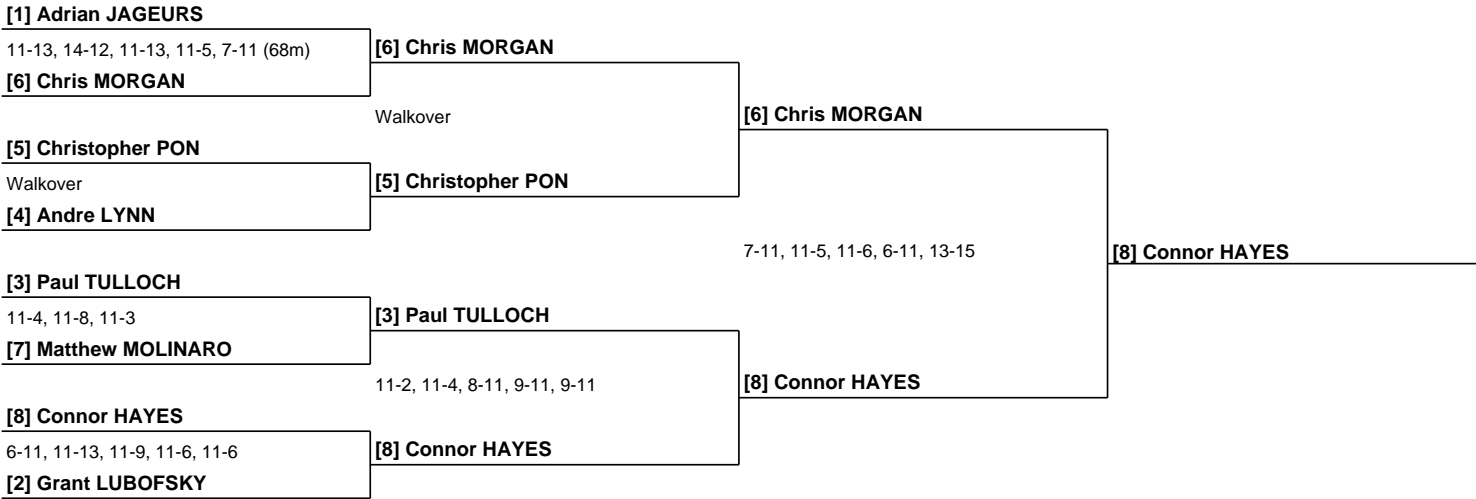 [1] Adrian JAGEURS
11-13, 14-12, 11-13, 11-5, 7-11 (68m)
[6] Chris MORGAN
[6] Chris MORGAN
Walkover
[6] Chris MORGAN
[5] Christopher PON
Walkover
[5] Christopher PON
[4] Andre LYNN
7-11, 11-5, 11-6, 6-11, 13-15
[8] Connor HAYES
[3] Paul TULLOCH
11-4, 11-8, 11-3
[3] Paul TULLOCH
[7] Matthew MOLINARO
11-2, 11-4, 8-11, 9-11, 9-11
[8] Connor HAYES
[8] Connor HAYES
6-11, 11-13, 11-9, 11-6, 11-6
[8] Connor HAYES
[2] Grant LUBOFSKY